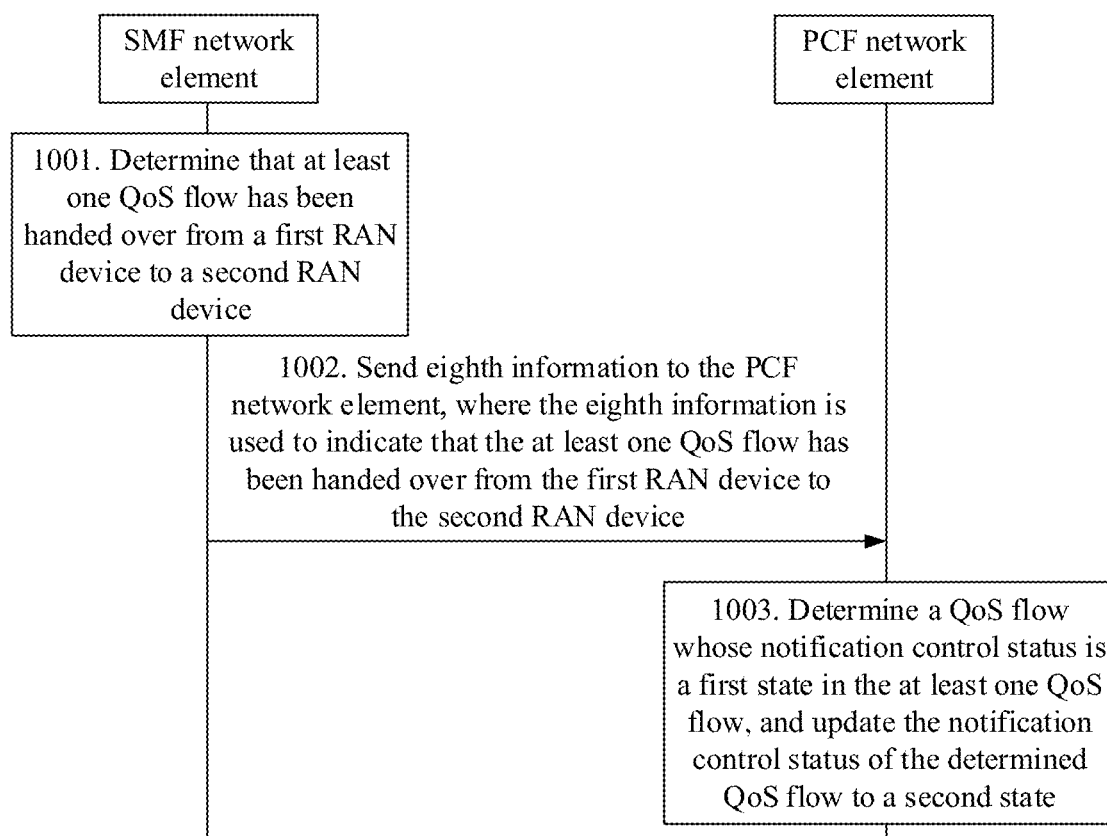 SMF network
element
PCF network
element
1001. Determine that at least
one QoS flow has been
handed over from a first RAN
device to a second RAN
device
1002. Send eighth information to the PCF
network element, where the eighth information is
used to indicate that the at least one QoS flow has
been handed over from the first RAN device to
the second RAN device
1003. Determine a QoS flow
whose notification control status is
a first state in the at least one QoS
flow, and update the notification
control status of the determined
QoS flow to a second state